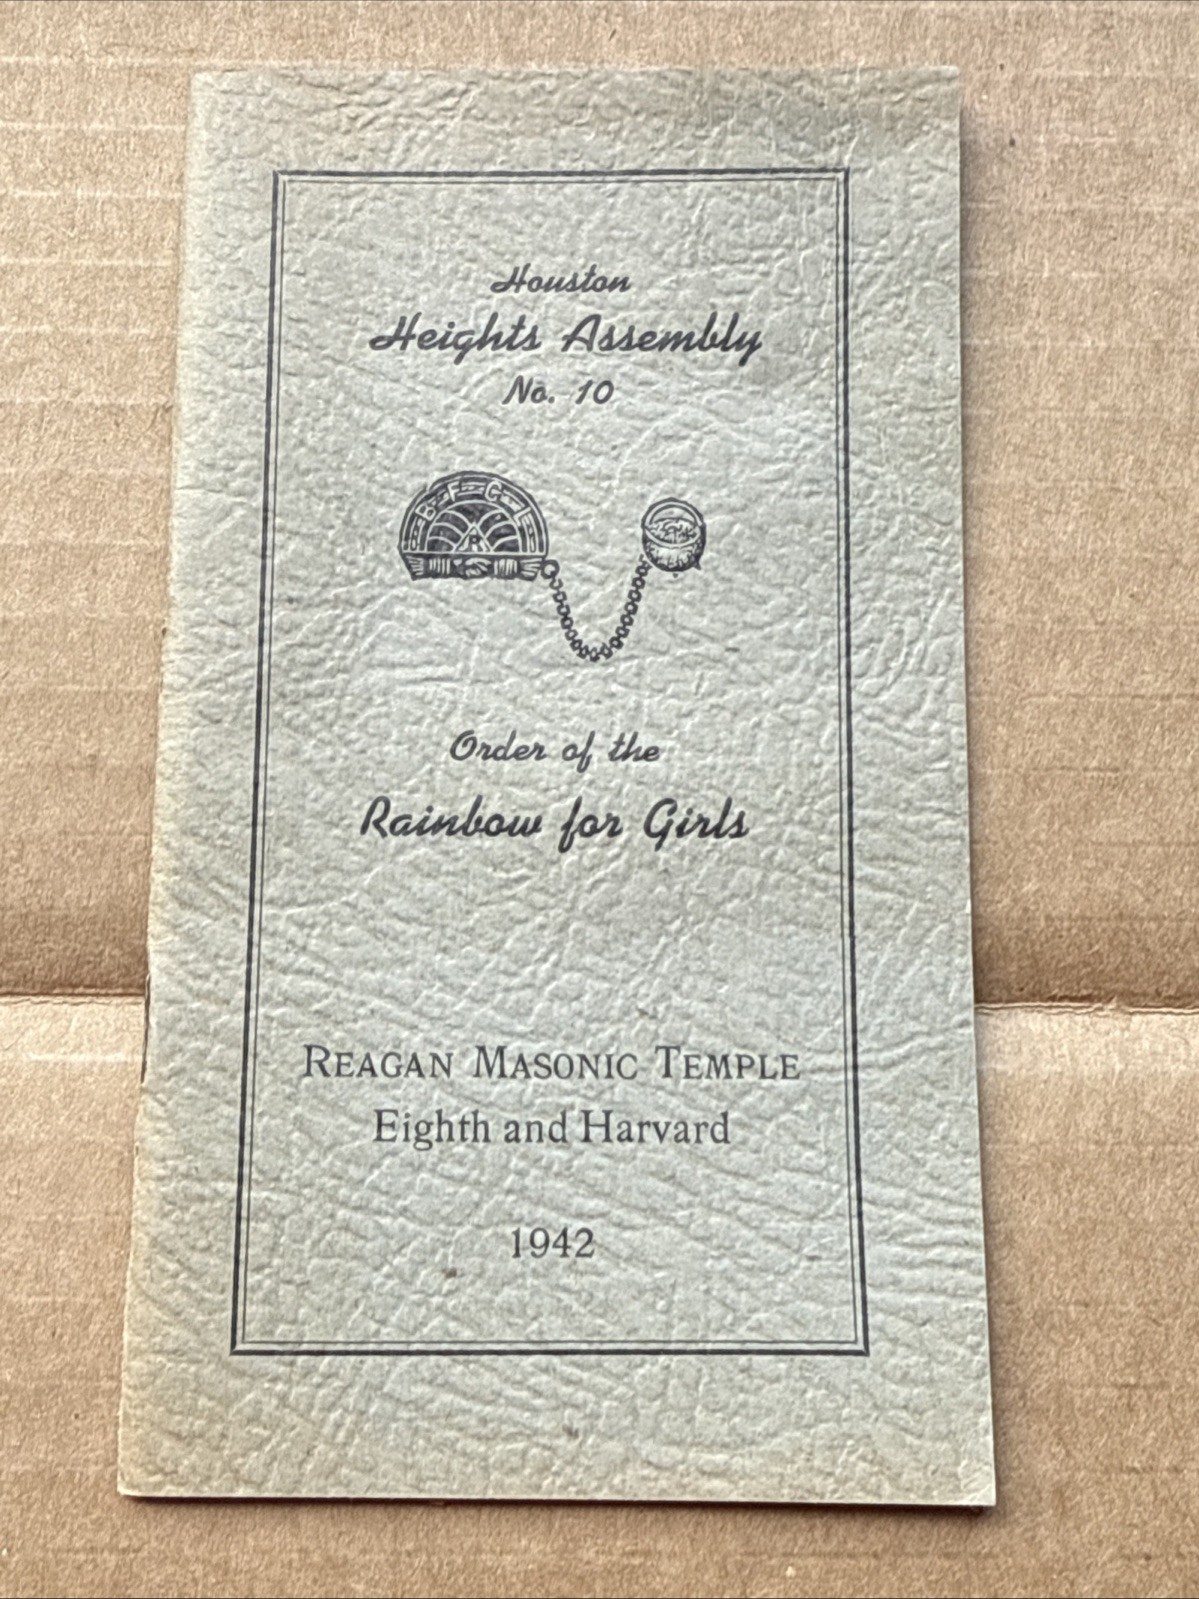 Houston
Heights Assembly
No. 10
B F C L
R
Order of the
Rainbow for Girls
REAGAN MASONIC TEMPLE
Eighth and Harvard
1942